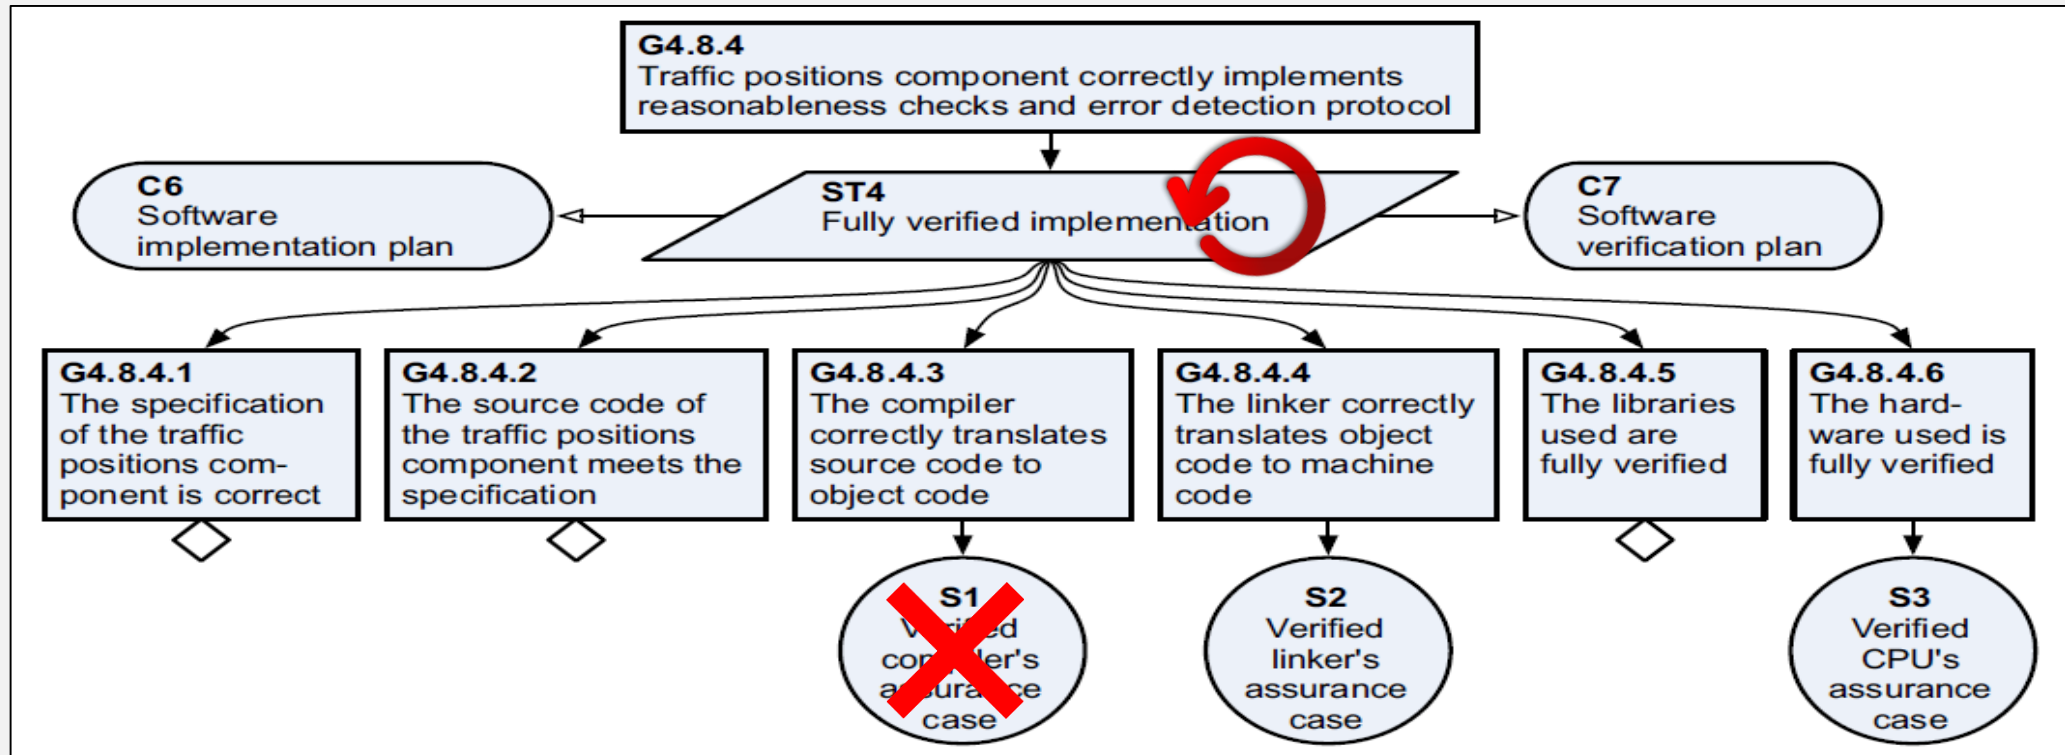 G4.8.4
Traffic positions component correctly implements
reasonableness checks and error detection protocol
C6
Software
implementation plan
ST4
Fully verified implementation
C7
Software
verification plan
G4.8.4.1
The specification
of the traffic
positions com-
ponent is correct
G4.8.4.2
The source code of
the traffic positions
component meets the
specification
G4.8.4.3
The compiler
correctly translates
source code to
object code
G4.8.4.4
The linker correctly
translates object
code to machine
code
G4.8.4.5
The libraries
used are
fully verified
G4.8.4.6
The hard-
ware used is
fully verified
S1
Verified
compiler's
assurance
case
S2
Verified
linker's
assurance
case
S3
Verified
CPU's
assurance
case